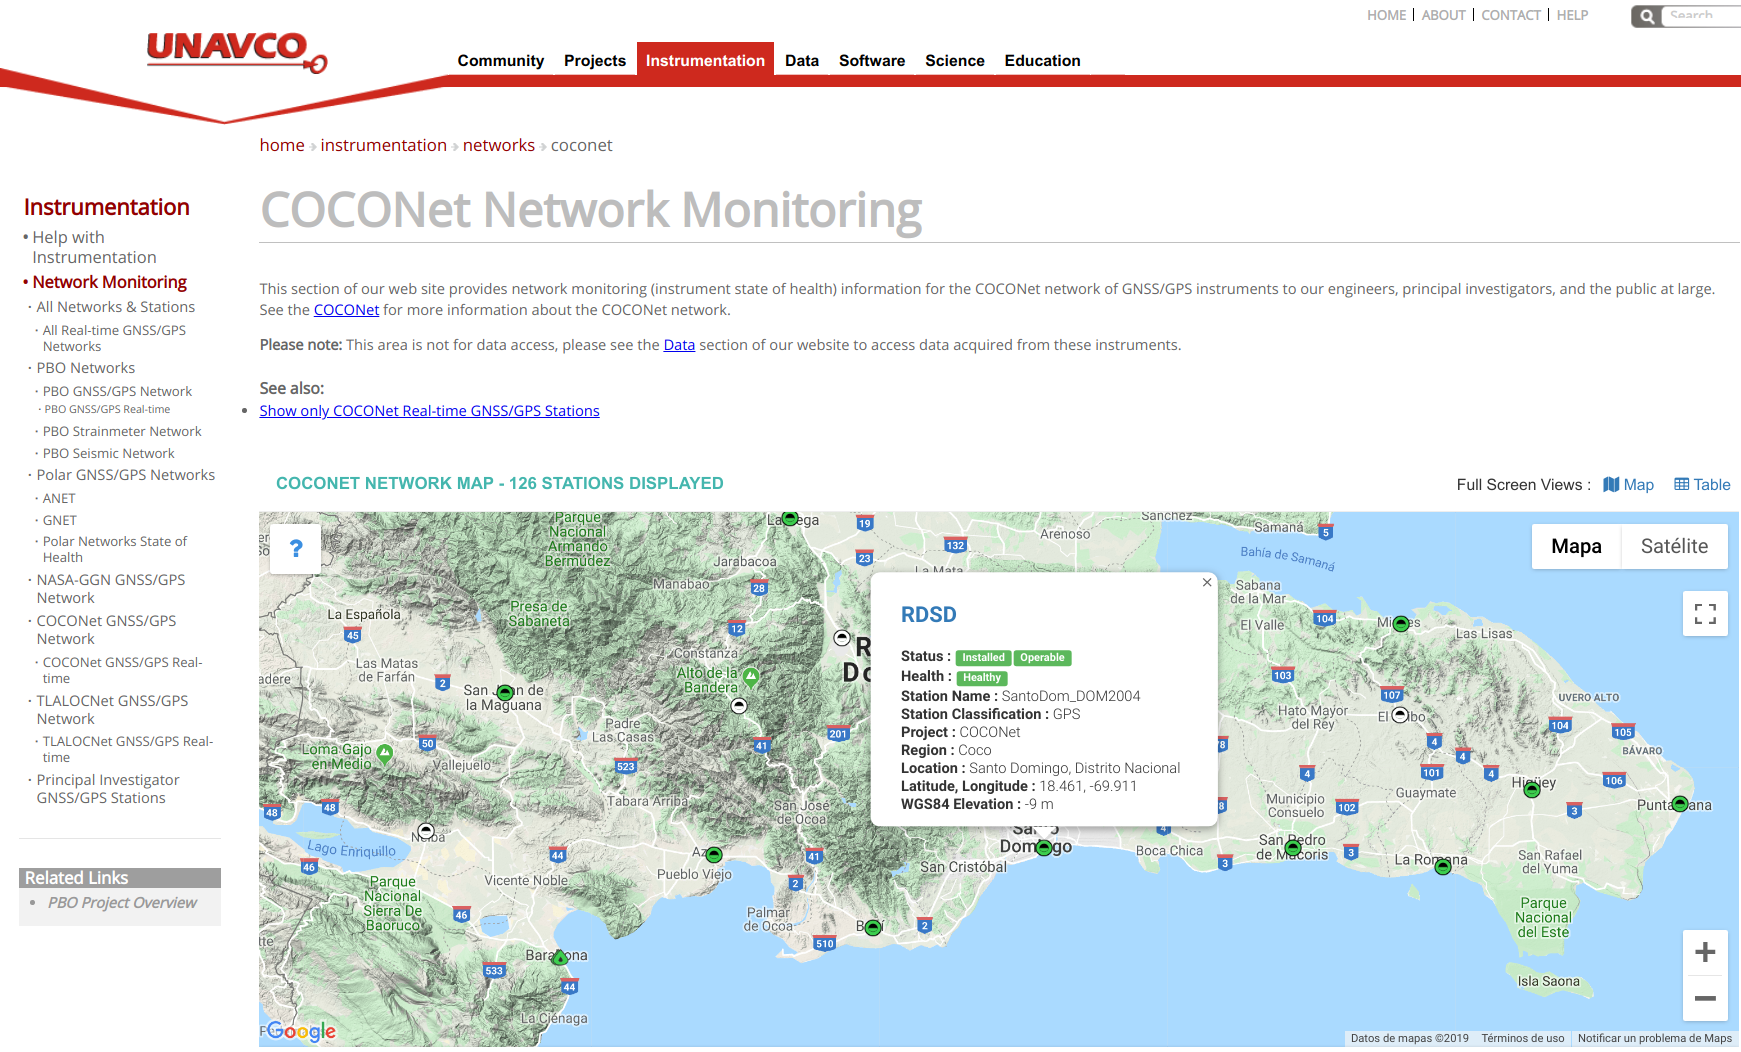 HOME ABOUT CONTACT HELP
Search
UNAVCO
Community Projects Instrumentation Data Software Science Education
home instrumentation networks coconet
Instrumentation
• Help with
Instrumentation
• Network Monitoring
· All Networks & Stations
· All Real-time GNSS/GPS
Networks
· PBO Networks
· PBO GNSS/GPS Network
· PBO GNSS/GPS Real-time
· PBO Strainmeter Network
· PBO Seismic Network
· Polar GNSS/GPS Networks
· ANET
· GNET
· Polar Networks State of
Health
· NASA-GGN GNSS/GPS
Network
· COCONet GNSS/GPS
Network
· COCONet GNSS/GPS Real-
time
· TLALOCNet GNSS/GPS
Network
· TLALOCNet GNSS/GPS Real-
time
· Principal Investigator
GNSS/GPS Stations
Related Links
• PBO Project Overview
COCONet Network Monitoring
This section of our web site provides network monitoring (instrument state of health) information for the COCONet network of GNSS/GPS instruments to our engineers, principal investigators, and the public at large.
See the COCONet for more information about the COCONet network.
Please note: This area is not for data access, please see the Data section of our website to access data acquired from these instruments.
See also:
• Show only COCONet Real-time GNSS/GPS Stations
COCONET NETWORK MAP - 126 STATIONS DISPLAYED
Full Screen Views : Map Table
?
Mapa Satélite
RDSD
×
Status : Installed Operable
Health : Healthy
Station Name : SantoDom_DOM2004
Station Classification : GPS
Project : COCONet
Region : Coco
Location : Santo Domingo, Distrito Nacional
Latitude, Longitude : 18.461, -69.911
WGS84 Elevation : -9 m
Parque
Nacional
Armando
Bermúdez
19
Arenoso
Sánchez
Samaná
5
132
23
Bahía de Samaná
Jarabacoa
La Mata
Manabao
28
Sabana
de la Mar
La Española
Presa de
Sabaneta
45
12
104
El Valle
Las Lisas
Constanza
Las Matas
de Farfán
2
Alto de la
Bandera
103
107
UVERO ALTO
San Juan de
la Maguana
Hato Mayor
del Rey
Padre
Las Casas
201
104
105
Loma Gajo
en Medio
50
41
4
4
BÁVARO
Vallejuelo
523
4
101
4
Higüey
106
Tabara Arriba
San José
de Ocoa
Municipio
Consuelo
102
Guaymate
3
Punta Cana
48
48
Neiba
Santo
Domingo
4
Lago Enriquillo
46
44
41
San Cristóbal
Boca Chica
3
San Pedro
de Macoris
3
La Romana
San Rafael
del Yuma
Pueblo Viejo
Parque
Nacional
Sierra De
Baoruco
Vicente Noble
2
46
Palmar
de Ocoa
2
510
Parque
Nacional
del Este
Barahona
533
44
Isla Saona
La Ciénaga
Google
Datos de mapas ©2019 Términos de uso Notificar un problema de Maps